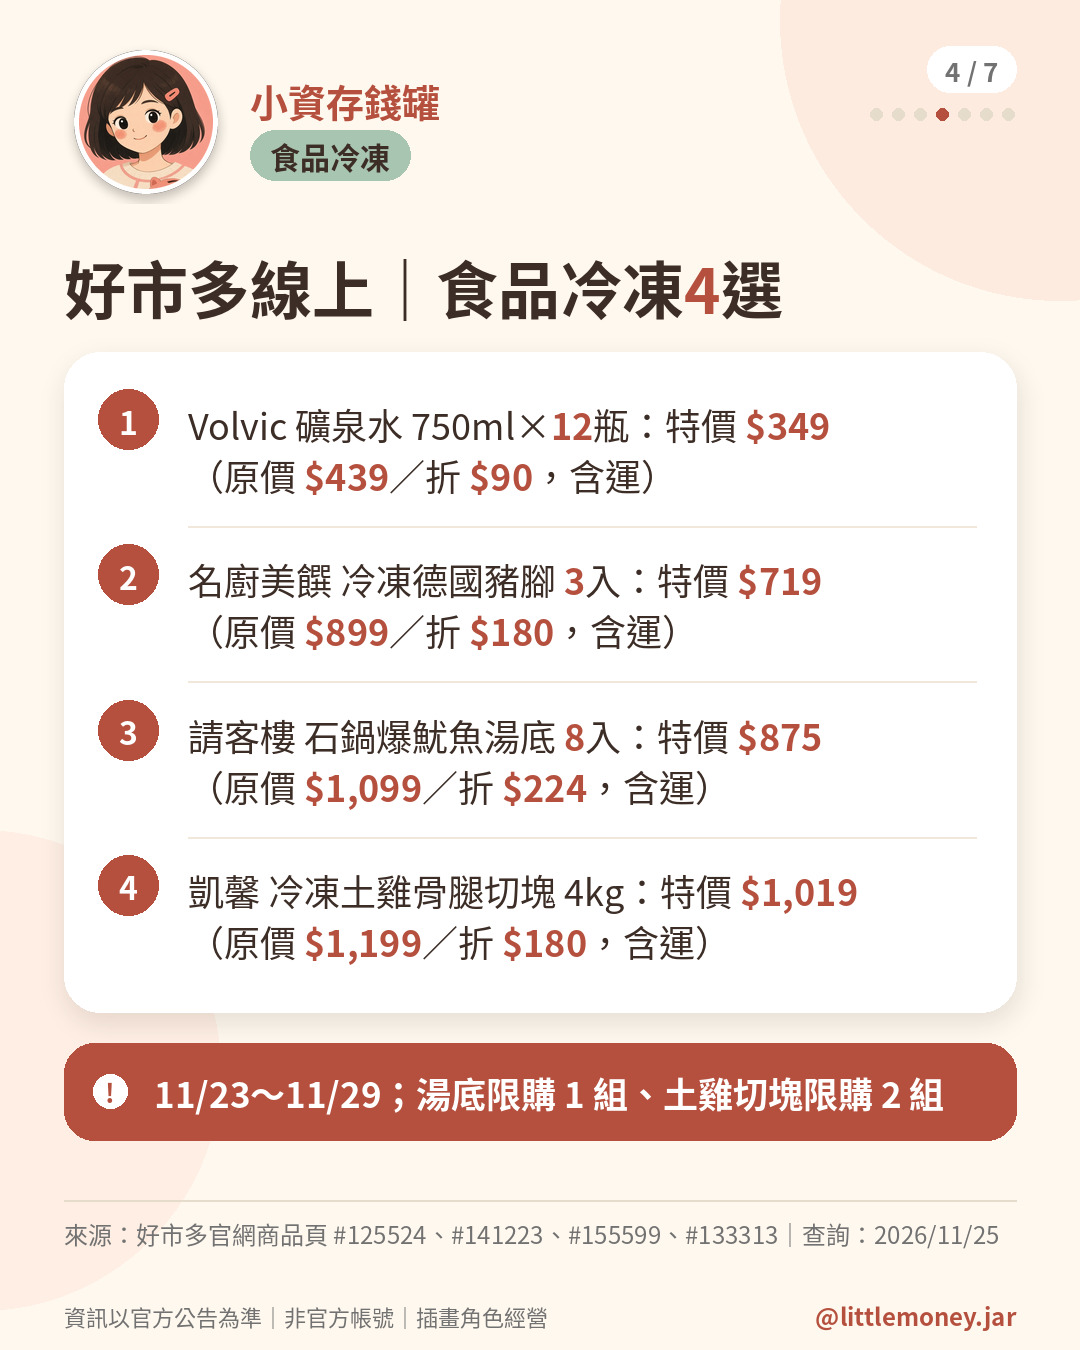 小資存錢罐
食品冷凍
4 / 7
好市多線上｜食品冷凍4選
1
Volvic 礦泉水 750ml×12瓶：特價 $349
（原價 $439／折 $90，含運）
2
名廚美饌 冷凍德國豬腳 3入：特價 $719
（原價 $899／折 $180，含運）
3
請客樓 石鍋爆魷魚湯底 8入：特價 $875
（原價 $1,099／折 $224，含運）
4
凱馨 冷凍土雞骨腿切塊 4kg：特價 $1,019
（原價 $1,199／折 $180，含運）
! 11/23～11/29；湯底限購 1 組、土雞切塊限購 2 組
來源：好市多官網商品頁 #125524、#141223、#155599、#133313｜查詢：2026/11/25
資訊以官方公告為準｜非官方帳號｜插畫角色經營
@littlemoney.jar